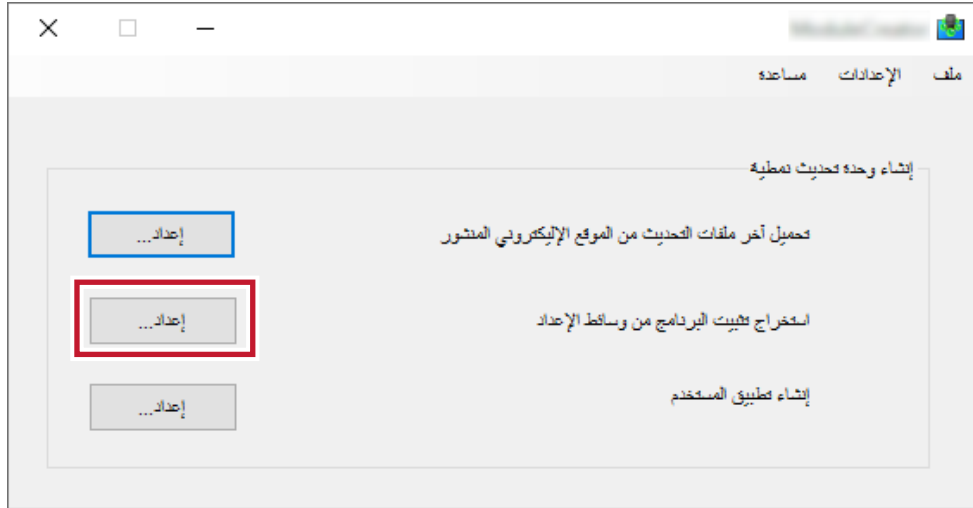 ملف الإعدادات مساعدة
إنشاء وحدة تحديث نمطية
تحميل آخر ملفات التحديث من الموقع الإليكتروني المنشور
إعداد...
استخراج تثبيت البرنامج من وسائط الإعداد
إعداد...
إنشاء تطبيق المستخدم
إعداد...